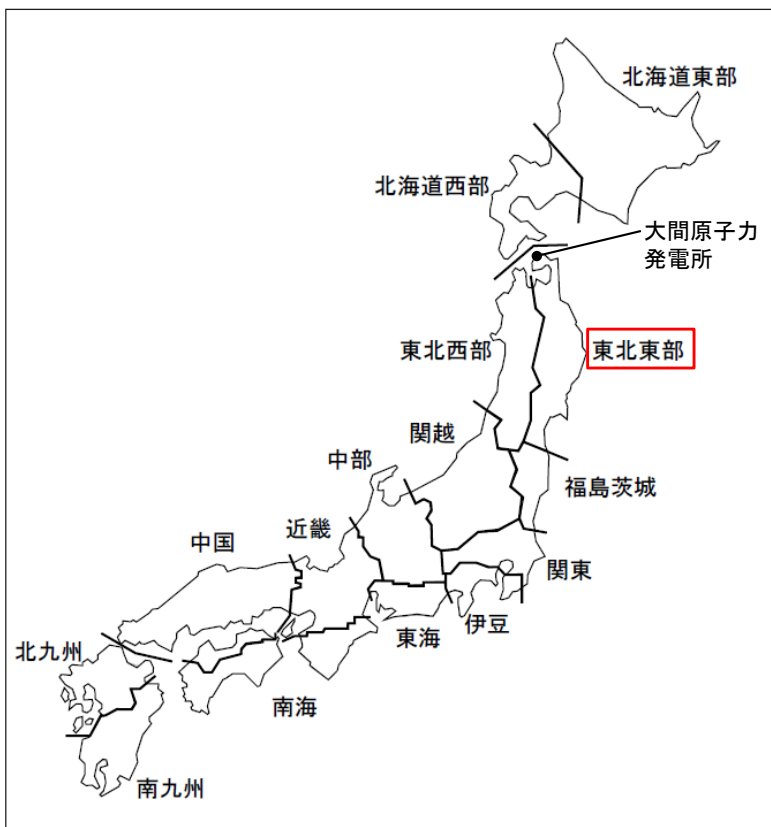 北海道東部
北海道西部
大間原子力
発電所
東北西部
東北東部
関越
中部
福島茨城
近畿
中国
関東
伊豆
東海
北九州
南海
南九州